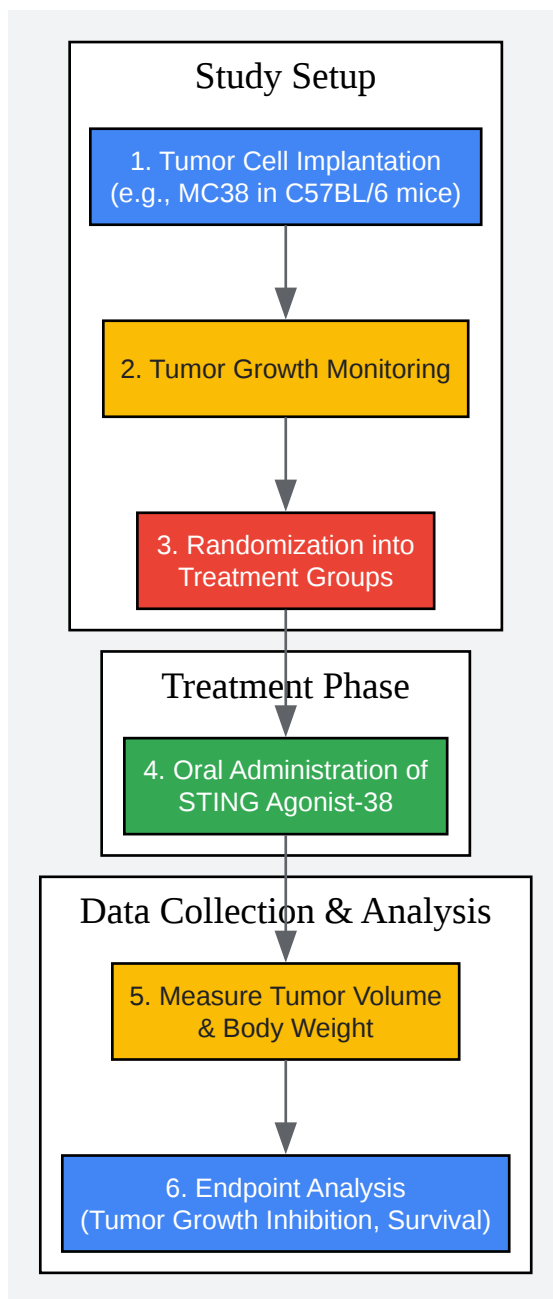 Study Setup
1. Tumor Cell Implantation
(e.g., MC38 in C57BL/6 mice)
2. Tumor Growth Monitoring
3. Randomization into
Treatment Groups
Treatment Phase
4. Oral Administration of
STING Agonist-38
Data Collection & Analysis
5. Measure Tumor Volume
& Body Weight
6. Endpoint Analysis
(Tumor Growth Inhibition, Survival)